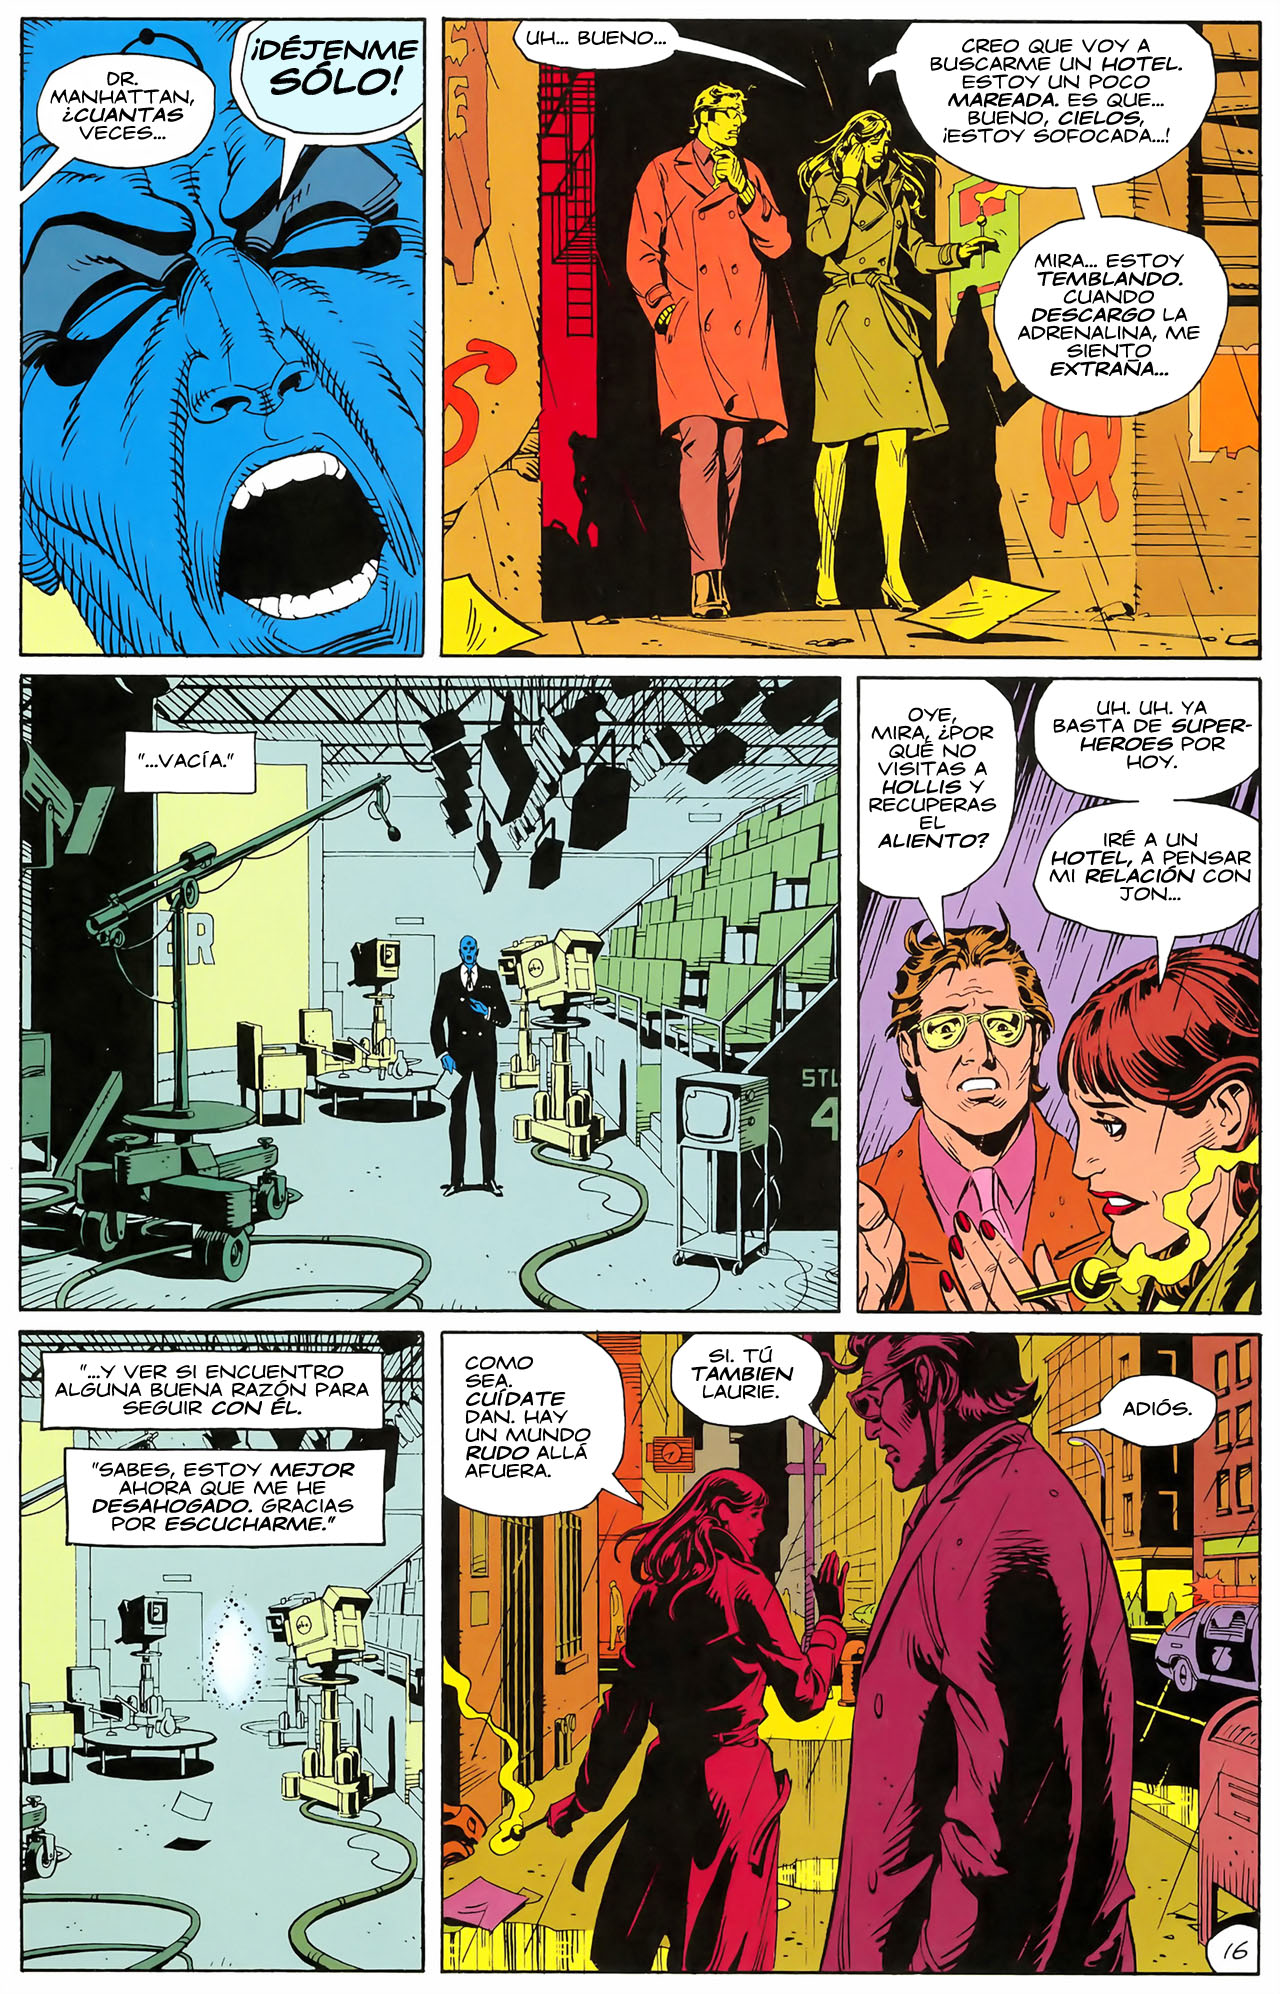 DR.
MANHATTAN,
¿CUANTAS
VECES...
¡DÉJENME
SÓLO!
UH... BUENO...
CREO QUE VOY A
BUSCARME UN HOTEL.
ESTOY UN POCO
MAREADA. ES QUE...
BUENO, CIELOS,
¡ESTOY SOFOCADA...!
MIRA... ESTOY
TEMBLANDO.
CUANDO
DESCARGO LA
ADRENALINA, ME
SIENTO
EXTRAÑA...
"...VACÍA."
ER
STU
4
OYE,
MIRA, ¿POR
QUÉ NO
VISITAS A
HOLLIS Y
RECUPERAS
EL
ALIENTO?
UH. UH. YA
BASTA DE SUPER-
HEROES POR
HOY.
IRÉ A UN
HOTEL, A PENSAR
MI RELACIÓN CON
JON...
"...Y VER SI ENCUENTRO
ALGUNA BUENA RAZÓN PARA
SEGUIR CON ÉL.
"SABES, ESTOY MEJOR
AHORA QUE ME HE
DESAHOGADO. GRACIAS
POR ESCUCHARME."
COMO
SEA.
CUÍDATE
DAN. HAY
UN MUNDO
RUDO ALLÁ
AFUERA.
SI. TÚ
TAMBIEN
LAURIE.
ADIÓS.
16